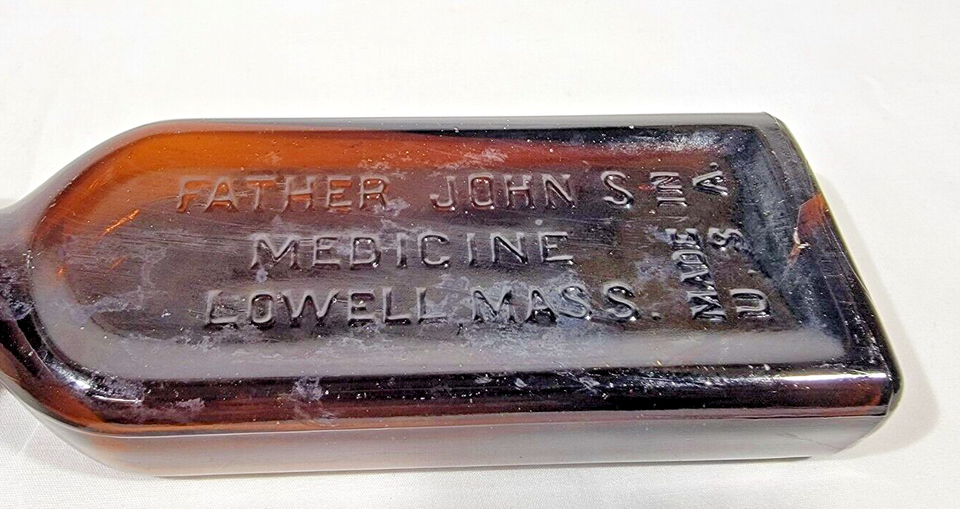 FATHER JOHN S
MEDICINE
LOWELL MASS.
MADE IN
U S A.